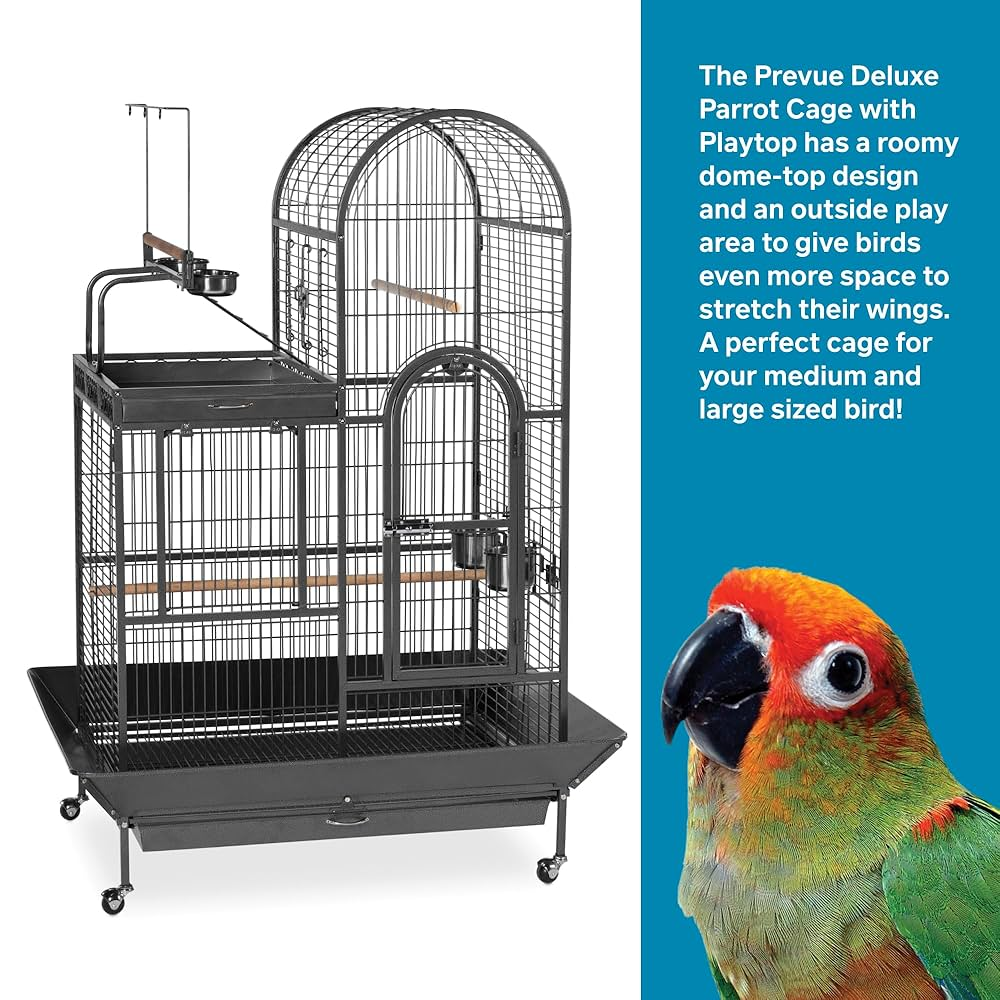 The Prevue Deluxe
Parrot Cage with
Playtop has a roomy
dome-top design
and an outside play
area to give birds
even more space to
stretch their wings.
A perfect cage for
your medium and
large sized bird!